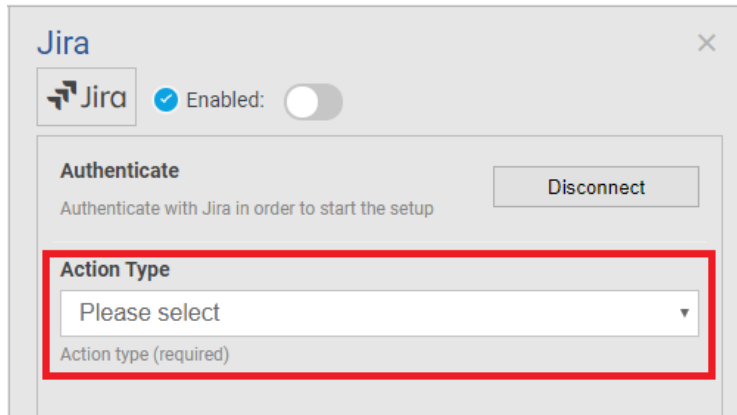 Jira
Jira Enabled:
Authenticate
Disconnect
Authenticate with Jira in order to start the setup
Action Type
Please select
Action type (required)